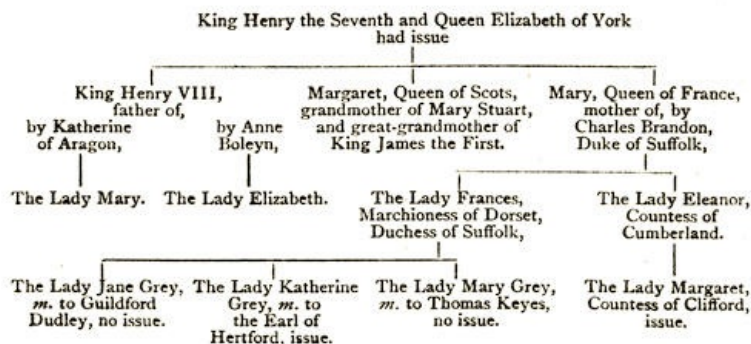 King Henry the Seventh and Queen Elizabeth of York
had issue
King Henry VIII,
father of,
by Katherine
of Aragon,
by Anne
Boleyn,
Margaret, Queen of Scots,
grandmother of Mary Stuart,
and great-grandmother of
King James the First.
Mary, Queen of France,
mother of, by
Charles Brandon,
Duke of Suffolk,
The Lady Mary.
The Lady Elizabeth.
The Lady Frances,
Marchioness of Dorset,
Duchess of Suffolk,
The Lady Eleanor,
Countess of
Cumberland.
The Lady Jane Grey,
m. to Guildford
Dudley, no issue.
The Lady Katherine
Grey, m. to
the Earl of
Hertford, issue.
The Lady Mary Grey,
m. to Thomas Keyes,
no issue.
The Lady Margaret,
Countess of Clifford,
issue.